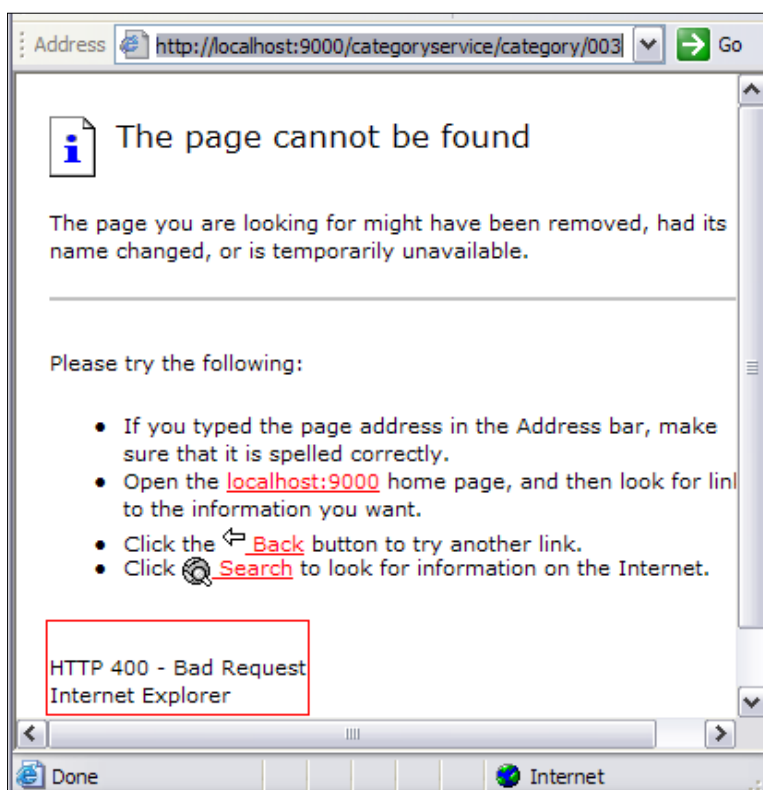 Address http://localhost:9000/categoryservice/category/003 Go
The page cannot be found
The page you are looking for might have been removed, had its
name changed, or is temporarily unavailable.
Please try the following:
If you typed the page address in the Address bar, make
sure that it is spelled correctly.
Open the localhost:9000 home page, and then look for
to the information you want.
Click the Back button to try another link.
Click Search to look for information on the Internet.
HTTP 400 - Bad Request
Internet Explorer
Done Internet